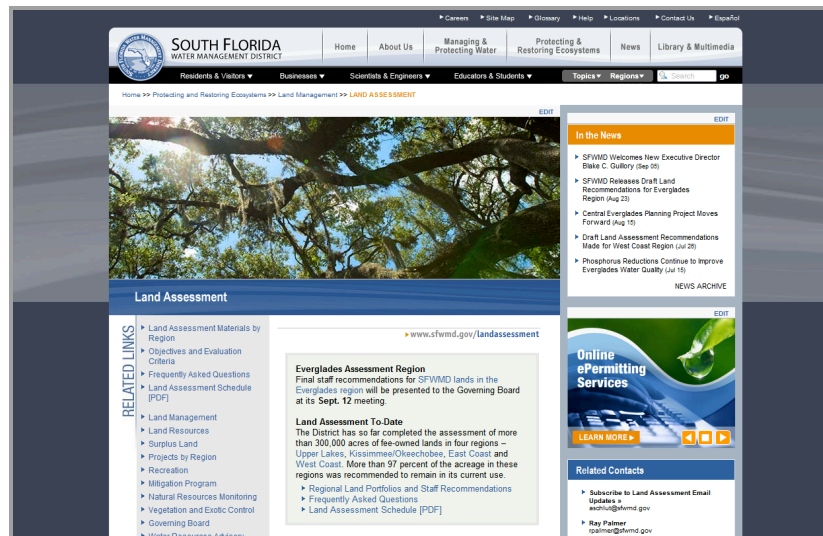 Careers Site Map Glossary Help Locations Contact Us Español
SOUTH FLORIDA
WATER MANAGEMENT DISTRICT
Home
About Us
Managing &
Protecting Water
Protecting &
Restoring Ecosystems
News
Library & Multimedia
Residents & Visitors ▼ Businesses ▼ Scientists & Engineers ▼ Educators & Students ▼ Topics▼ Regions▼ Search go
Home >> Protecting and Restoring Ecosystems >> Land Management >> LAND ASSESSMENT
EDIT
Land Assessment
RELATED LINKS
Land Assessment Materials by
Region
Objectives and Evaluation
Criteria
Frequently Asked Questions
Land Assessment Schedule
[PDF]
Land Management
Land Resources
Surplus Land
Projects by Region
Recreation
Mitigation Program
Natural Resources Monitoring
Vegetation and Exotic Control
Governing Board
Water Resources Advisory
www.sfwmd.gov/landassessment
Everglades Assessment Region
Final staff recommendations for SFWMD lands in the
Everglades region will be presented to the Governing Board
at its Sept. 12 meeting.
Land Assessment To-Date
The District has so far completed the assessment of more
than 300,000 acres of fee-owned lands in four regions –
Upper Lakes, Kissimmee/Okeechobee, East Coast and
West Coast. More than 97 percent of the acreage in these
regions was recommended to remain in its current use.
Regional Land Portfolios and Staff Recommendations
Frequently Asked Questions
Land Assessment Schedule [PDF]
EDIT
In the News
SFWMD Welcomes New Executive Director
Blake C. Guillory (Sep 05)
SFWMD Releases Draft Land
Recommendations for Everglades
Region (Aug 23)
Central Everglades Planning Project Moves
Forward (Aug 15)
Draft Land Assessment Recommendations
Made for West Coast Region (Jul 26)
Phosphorus Reductions Continue to Improve
Everglades Water Quality (Jul 15)
NEWS ARCHIVE
EDIT
Online
ePermitting
Services
LEARN MORE
Related Contacts
Subscribe to Land Assessment Email
Updates »
aschlut@sfwmd.gov
Ray Palmer
rpalmer@sfwmd.gov